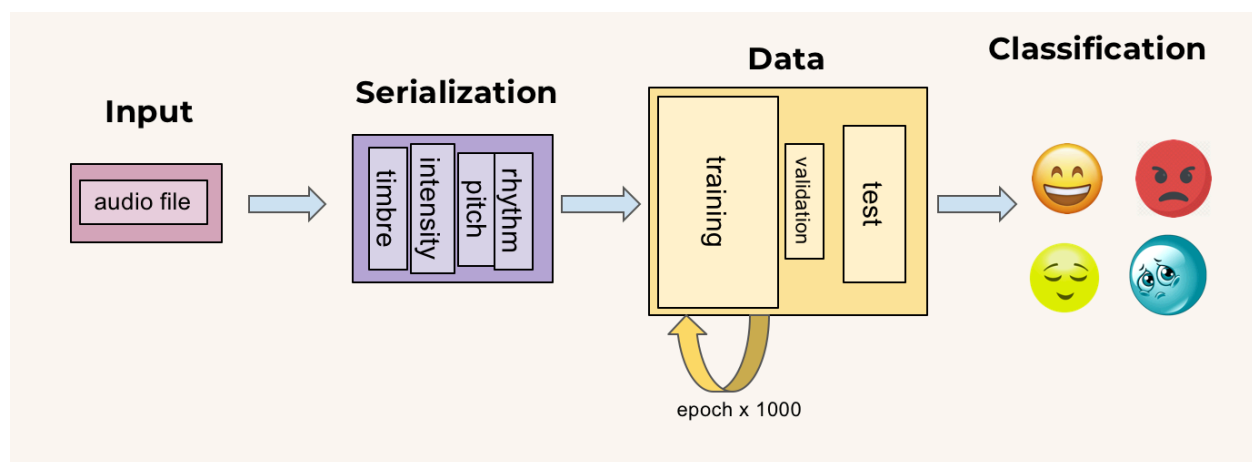 Input
audio file
Serialization
timbre
intensity
pitch
rhythm
Data
training
validation
test
epoch x 1000
Classification